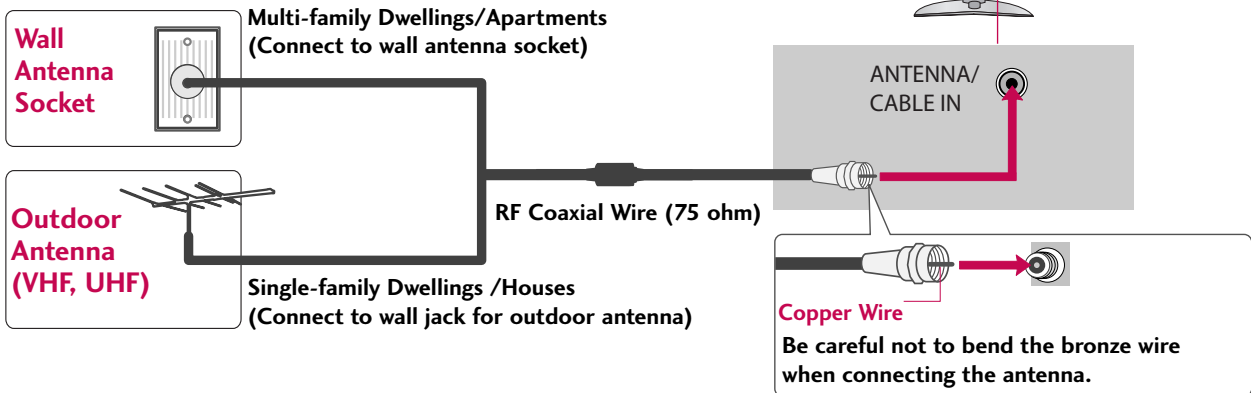 Wall
Antenna
Socket
Multi-family Dwellings/Apartments
(Connect to wall antenna socket)
Outdoor
Antenna
(VHF, UHF)
Single-family Dwellings /Houses
(Connect to wall jack for outdoor antenna)
RF Coaxial Wire (75 ohm)
ANTENNA/
CABLE IN
Copper Wire
Be careful not to bend the bronze wire
when connecting the antenna.